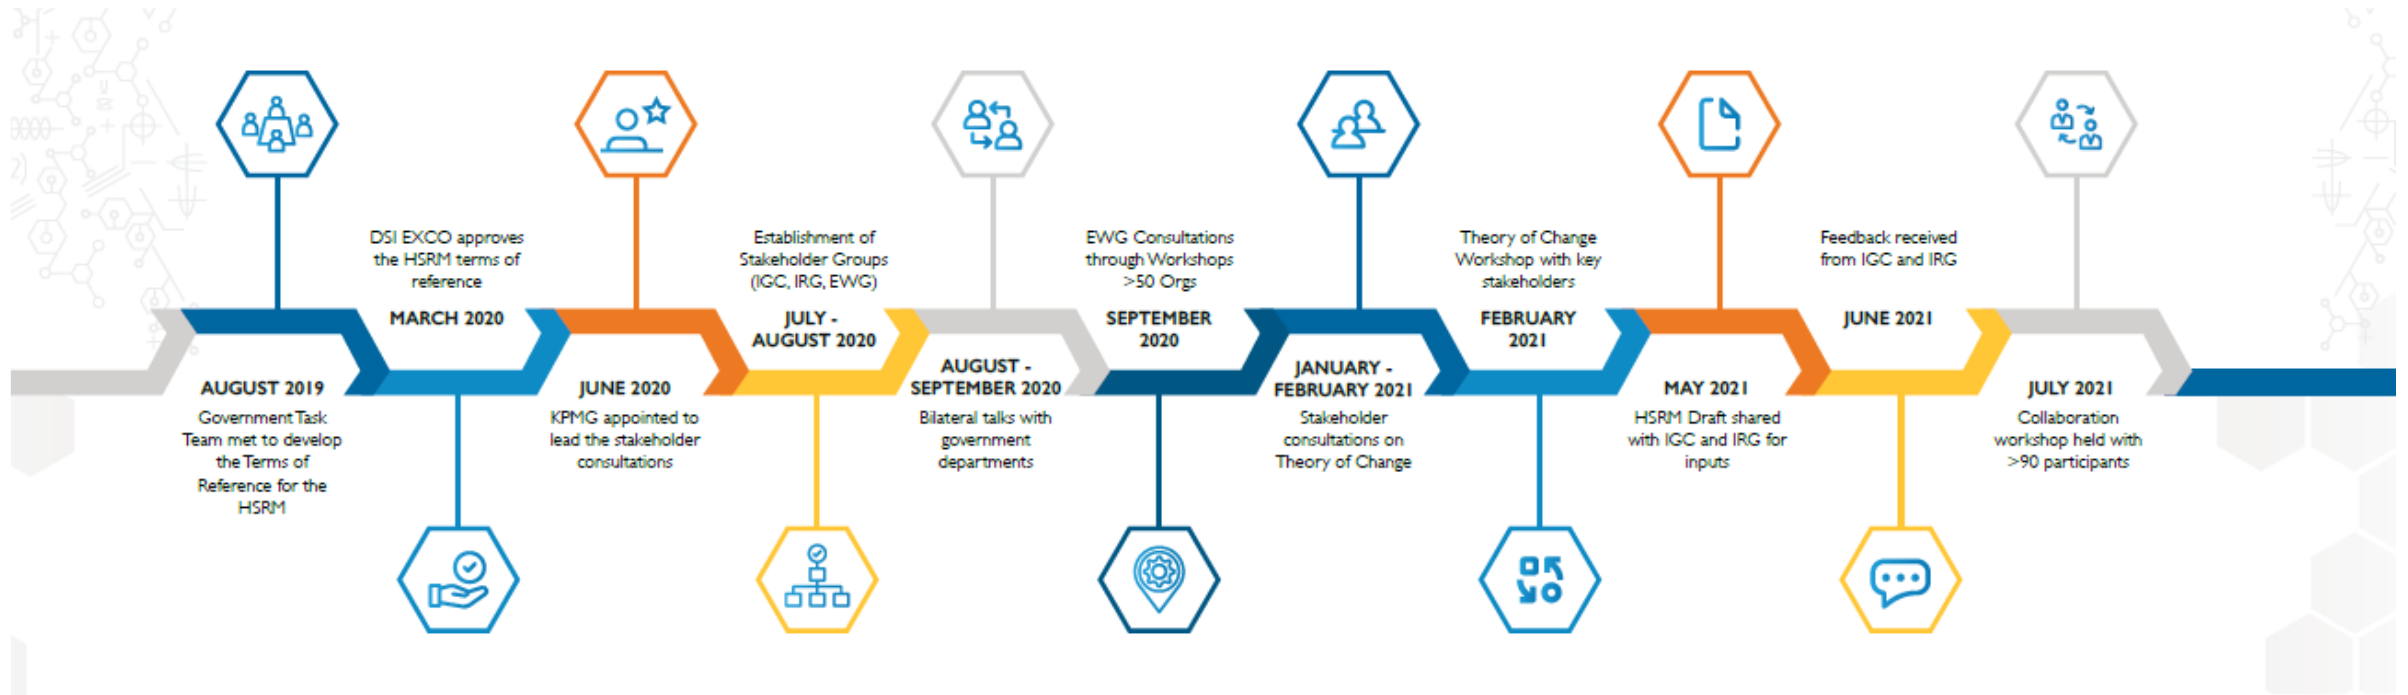 AUGUST 2019
Government Task
Team met to develop
the Terms of
Reference for the
HSRM
DSI EXCO approves
the HSRM terms of
reference
MARCH 2020
JUNE 2020
KPMG appointed to
lead the stakeholder
consultations
Establishment of
Stakeholder Groups
(IGC, IRG, EWG)
JULY -
AUGUST 2020
AUGUST -
SEPTEMBER 2020
Bilateral talks with
government
departments
EWG Consultations
through Workshops
>50 Orgs
SEPTEMBER
2020
JANUARY -
FEBRUARY 2021
Stakeholder
consultations on
Theory of Change
Theory of Change
Workshop with key
stakeholders
FEBRUARY
2021
MAY 2021
HSRM Draft shared
with IGC and IRG for
inputs
Feedback received
from IGC and IRG
JUNE 2021
JULY 2021
Collaboration
workshop held with
>90 participants